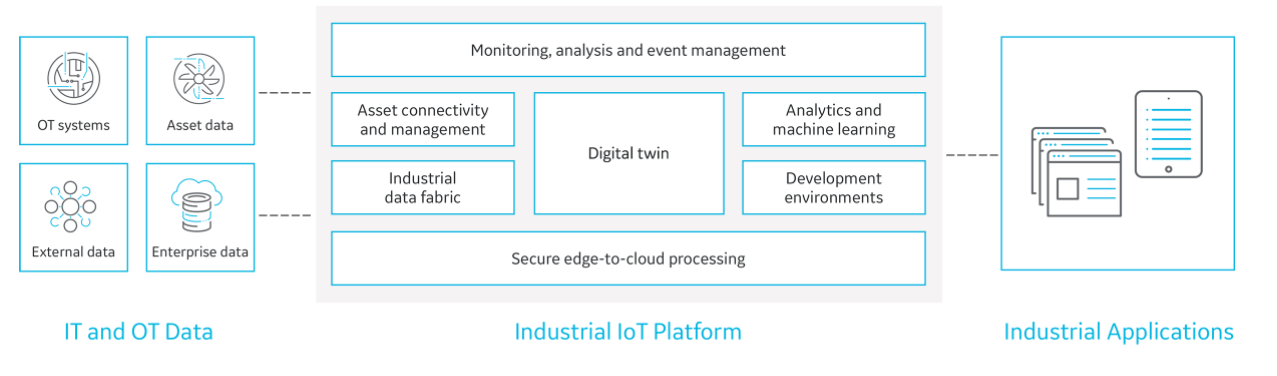 OT systems
Asset data
External data
Enterprise data
IT and OT Data
Monitoring, analysis and event management
Asset connectivity
and management
Industrial
data fabric
Digital twin
Analytics and
machine learning
Development
environments
Secure edge-to-cloud processing
Industrial IoT Platform
Industrial Applications